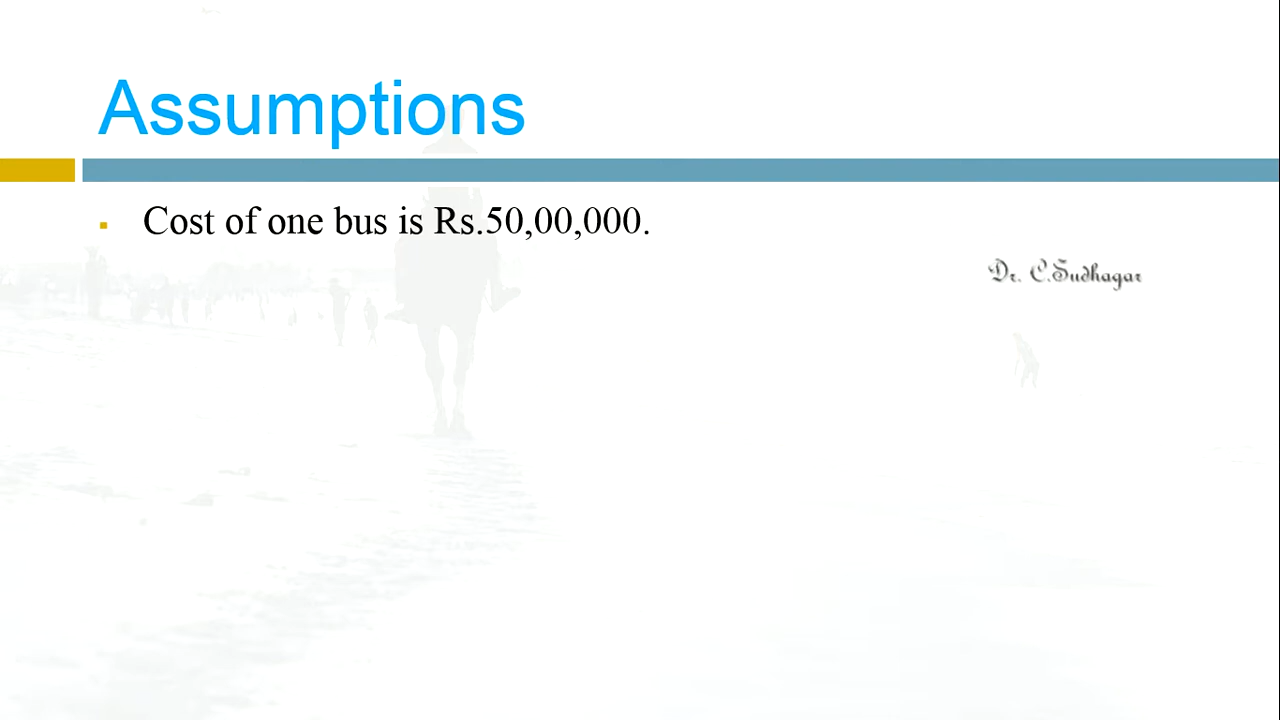 Assumptions
▪ Cost of one bus is Rs.50,00,000.
Dr. C.Sudhagar